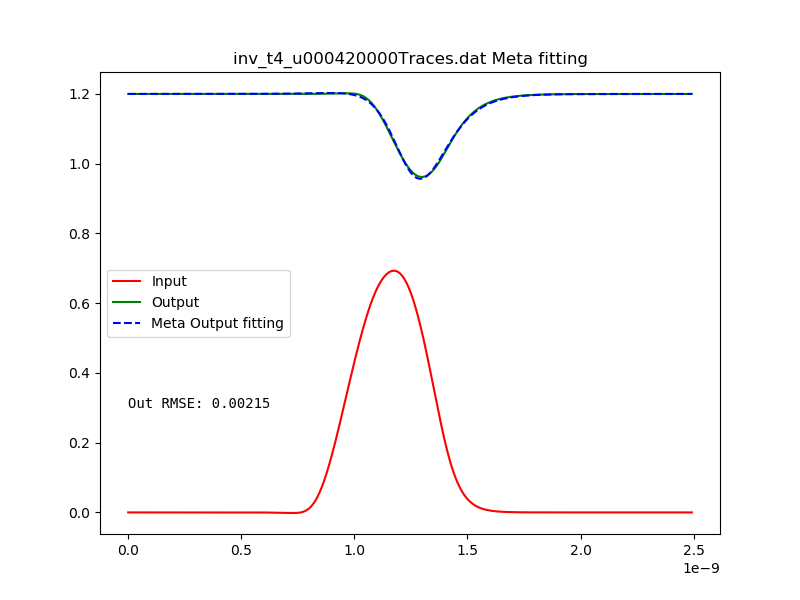 inv_t4_u000420000Traces.dat Meta fitting
1.2
1.0
0.8
0.6
0.4
0.2
0.0
Input
Output
Meta Output fitting
Out RMSE: 0.00215
0.0 0.5 1.0 1.5 2.0 2.5
1e−9